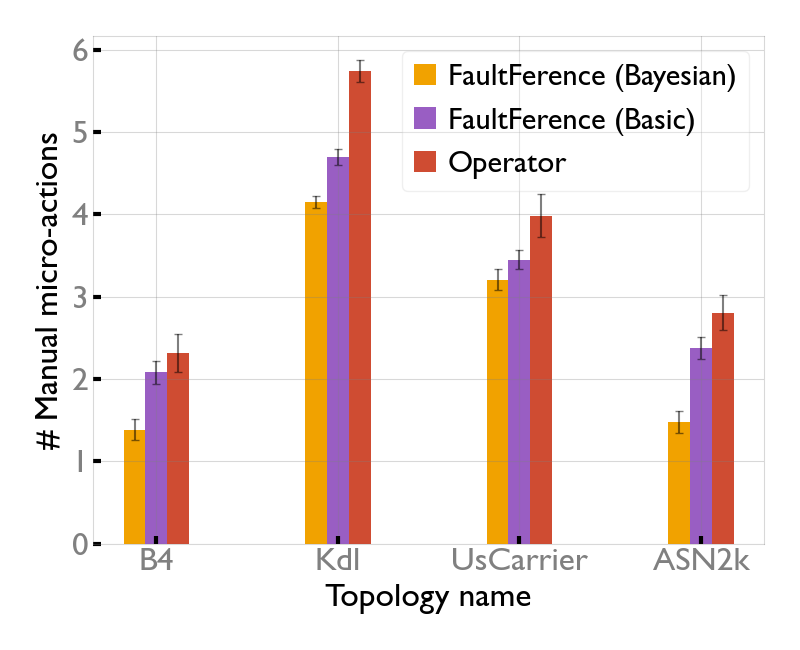 6
5
4
3
2
1
0
# Manual micro-actions
FaultFerence (Bayesian)
FaultFerence (Basic)
Operator
B4 Kdl UsCarrier ASN2k
Topology name